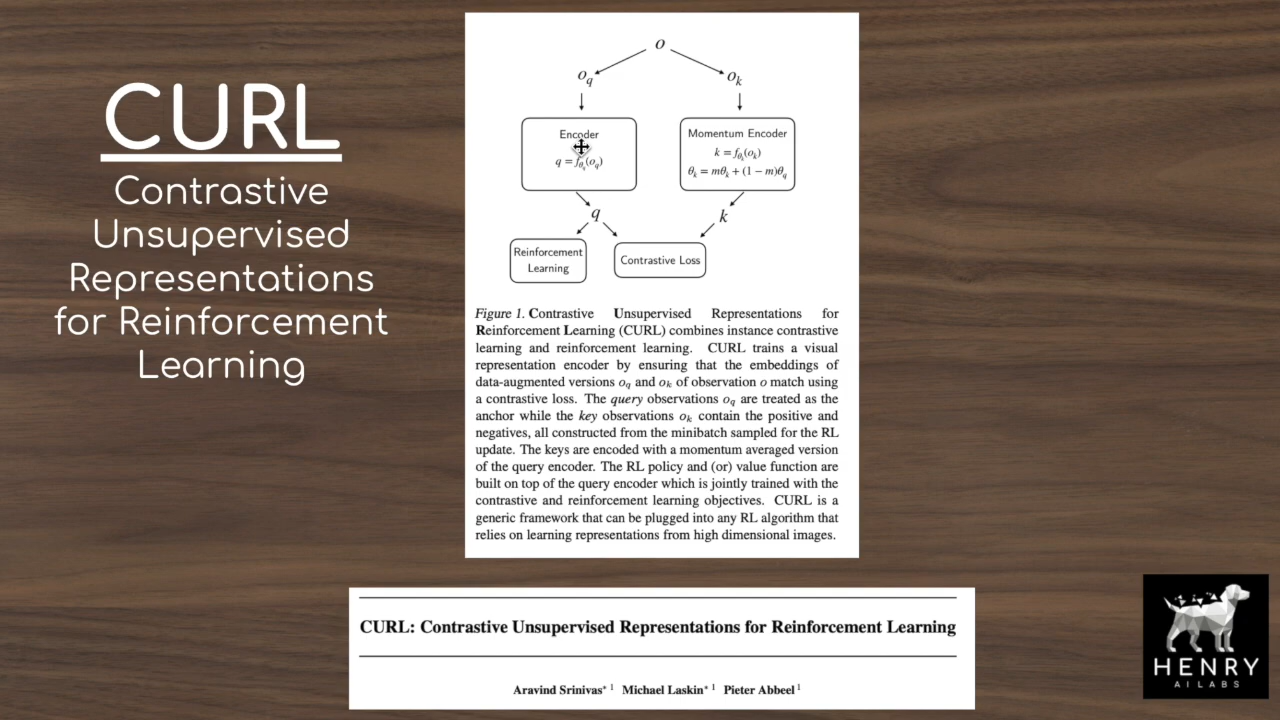 CURL
Contrastive
Unsupervised
Representations
for Reinforcement
Learning
o
o_q
o_k
Encoder
q = f_θq(o_q)
Momentum Encoder
k = f_θk(o_k)
θ_k = mθ_k + (1 − m)θ_q
q
k
Reinforcement
Learning
Contrastive Loss
Figure 1. Contrastive Unsupervised Representations for
Reinforcement Learning (CURL) combines instance contrastive
learning and reinforcement learning. CURL trains a visual
representation encoder by ensuring that the embeddings of
data-augmented versions o_q and o_k of observation o match using
a contrastive loss. The query observations o_q are treated as the
anchor while the key observations o_k contain the positive and
negatives, all constructed from the minibatch sampled for the RL
update. The keys are encoded with a momentum averaged version
of the query encoder. The RL policy and (or) value function are
built on top of the query encoder which is jointly trained with the
contrastive and reinforcement learning objectives. CURL is a
generic framework that can be plugged into any RL algorithm that
relies on learning representations from high dimensional images.
CURL: Contrastive Unsupervised Representations for Reinforcement Learning
Aravind Srinivas* 1 Michael Laskin* 1 Pieter Abbeel 1
HENRY
AI LABS